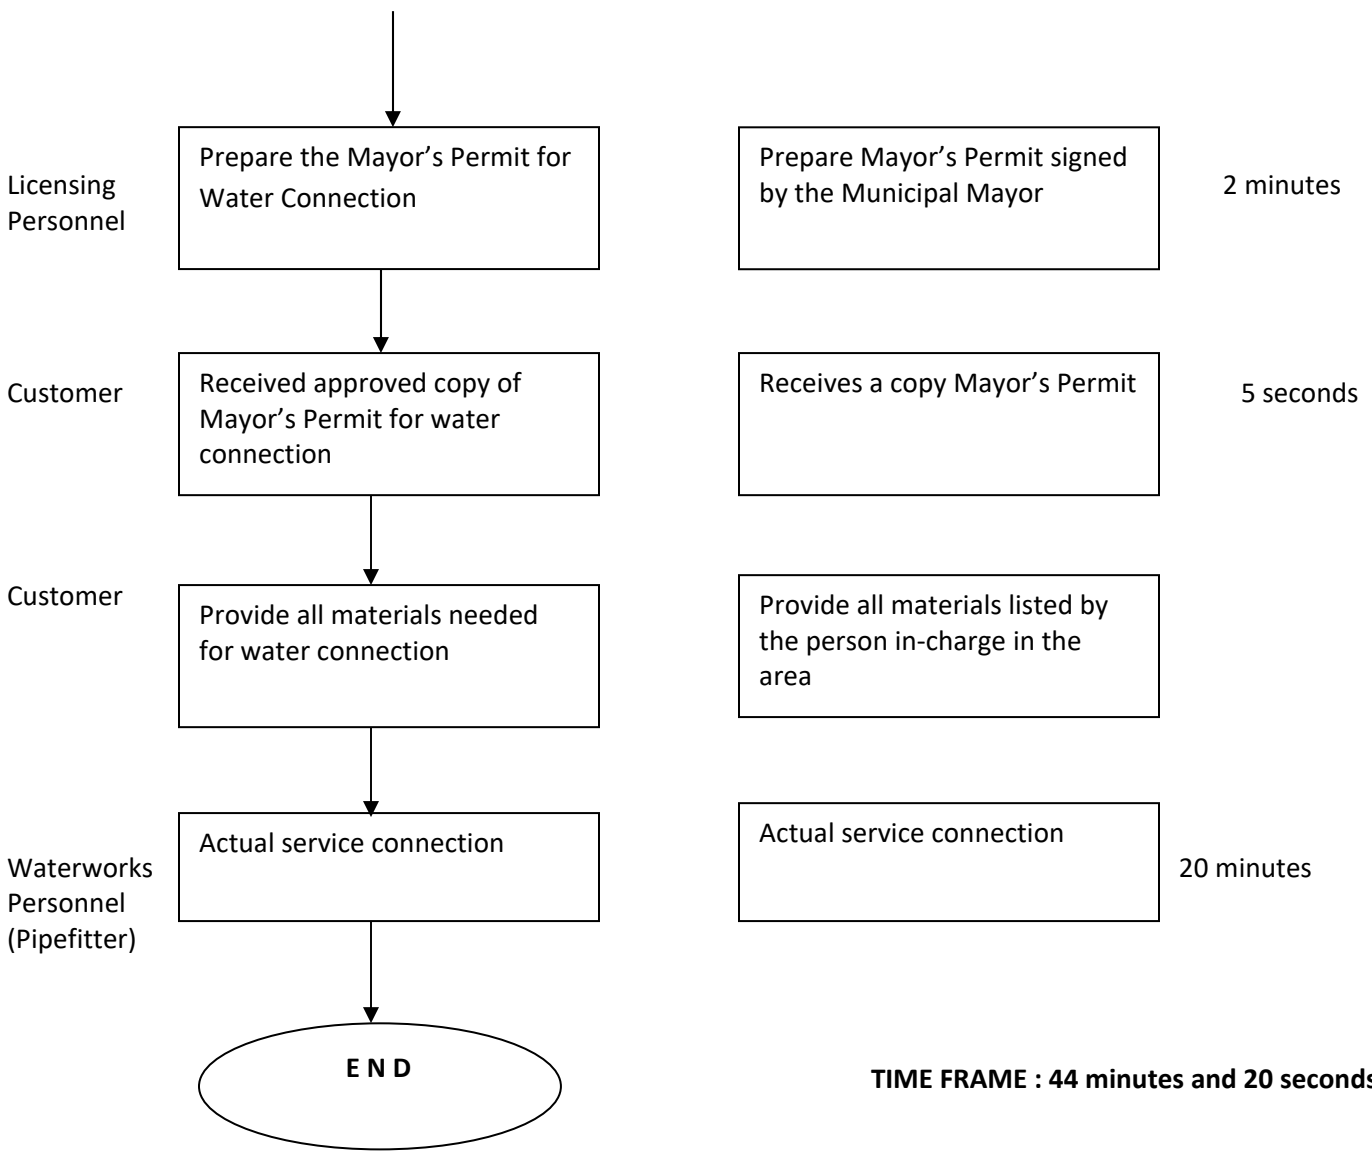 Licensing
Personnel
Prepare the Mayor’s Permit for
Water Connection
Prepare Mayor’s Permit signed
by the Municipal Mayor
2 minutes
Customer
Received approved copy of
Mayor’s Permit for water
connection
Receives a copy Mayor’s Permit
5 seconds
Customer
Provide all materials needed
for water connection
Provide all materials listed by
the person in-charge in the
area
Waterworks
Personnel
(Pipefitter)
Actual service connection
Actual service connection
20 minutes
E N D
TIME FRAME : 44 minutes and 20 seconds